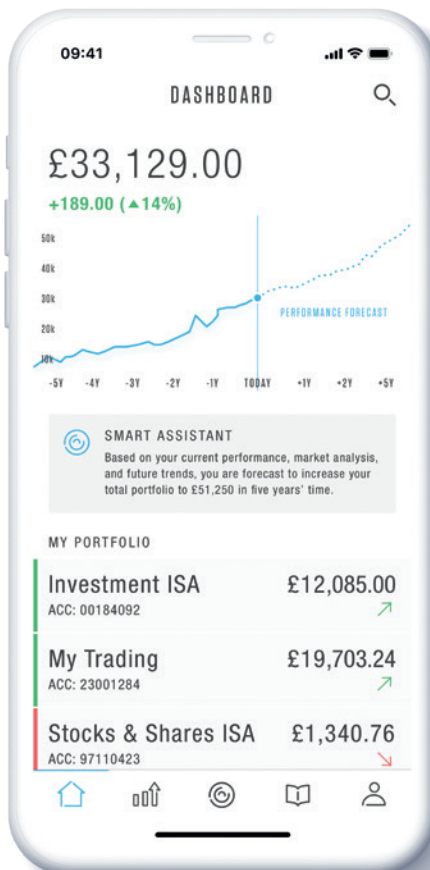 09:41
DASHBOARD
£33,129.00
+189.00 (▲14%)
50k
40k
30k
20k
10k
PERFORMANCE FORECAST
-5Y -4Y -3Y -2Y -1Y TODAY +1Y +2Y +5Y
SMART ASSISTANT
Based on your current performance, market analysis,
and future trends, you are forecast to increase your
total portfolio to £51,250 in five years' time.
MY PORTFOLIO
Investment ISA £12,085.00
ACC: 00184092
My Trading £19,703.24
ACC: 23001284
Stocks & Shares ISA £1,340.76
ACC: 97110423